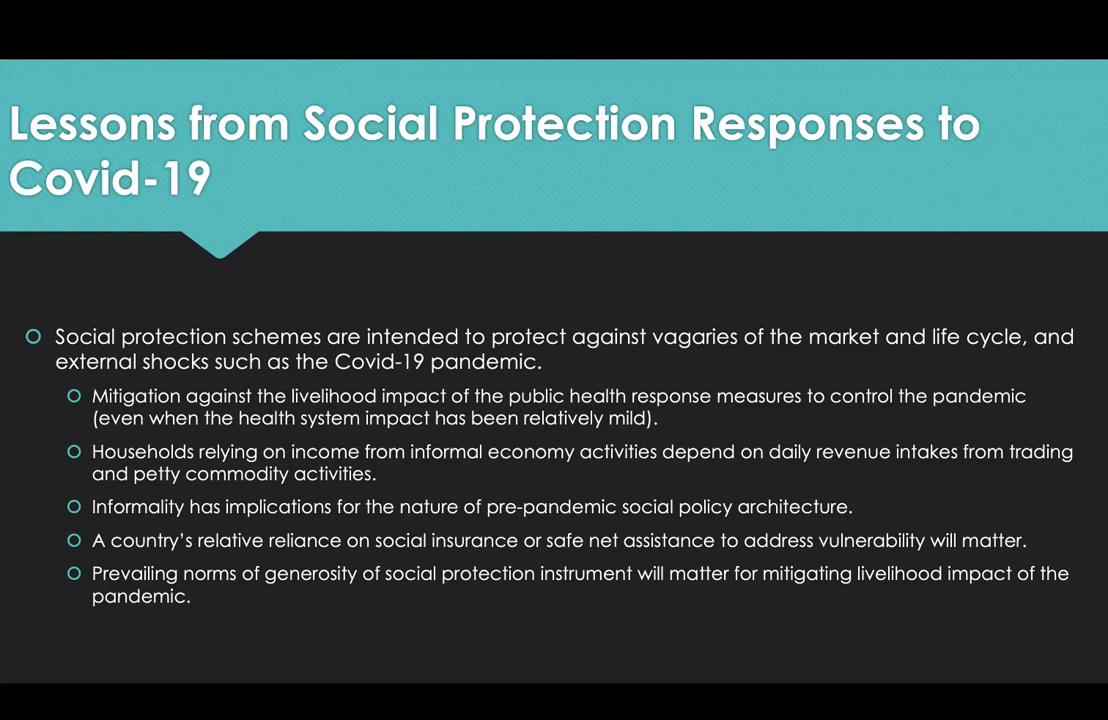 Lessons from Social Protection Responses to
Covid-19
Social protection schemes are intended to protect against vagaries of the market and life cycle, and
external shocks such as the Covid-19 pandemic.
Mitigation against the livelihood impact of the public health response measures to control the pandemic
(even when the health system impact has been relatively mild).
Households relying on income from informal economy activities depend on daily revenue intakes from trading
and petty commodity activities.
Informality has implications for the nature of pre-pandemic social policy architecture.
A country’s relative reliance on social insurance or safe net assistance to address vulnerability will matter.
Prevailing norms of generosity of social protection instrument will matter for mitigating livelihood impact of the
pandemic.